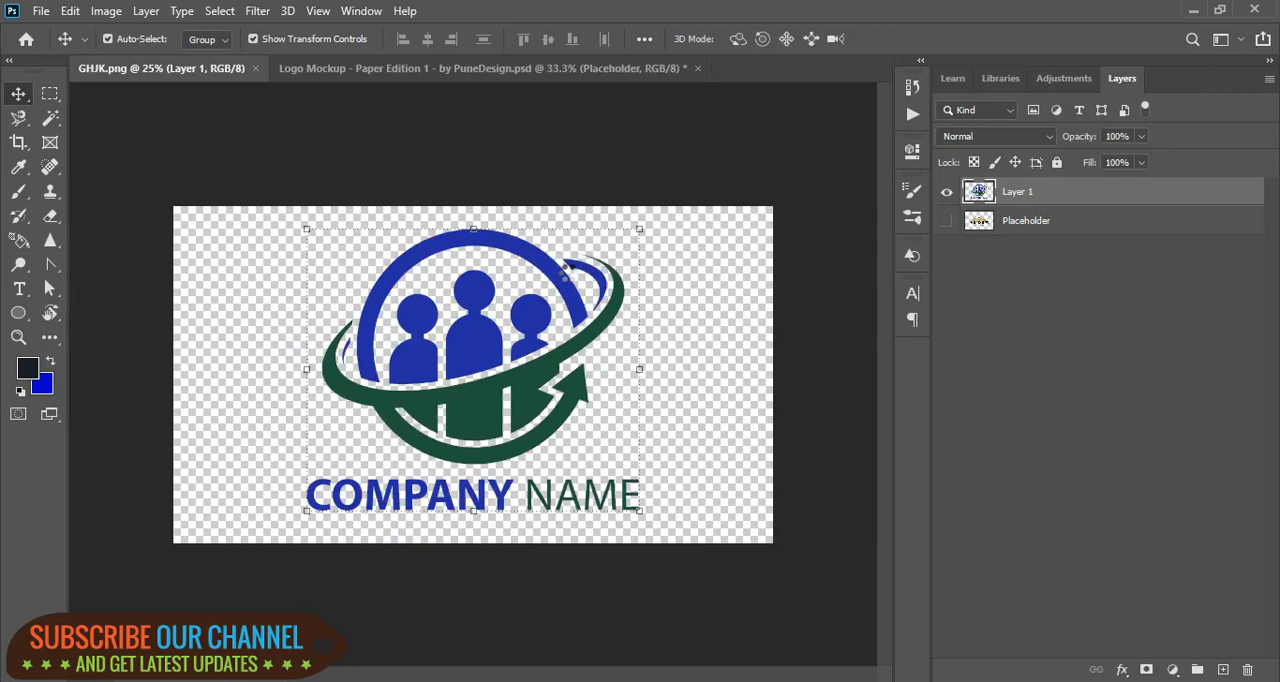 Ps File Edit Image Layer Type Select Filter 3D View Window Help
Auto-Select: Group Show Transform Controls 3D Mode:
GHJK.png @ 25% (Layer 1, RGB/8) Logo Mockup - Paper Edition 1 - by PuneDesign.psd @ 33.3% (Placeholder, RGB/8) *
Learn Libraries Adjustments Layers
Kind
Normal Opacity: 100%
Lock: Fill: 100%
Layer 1
Placeholder
COMPANY NAME
SUBSCRIBE OUR CHANNEL
AND GET LATEST UPDATES